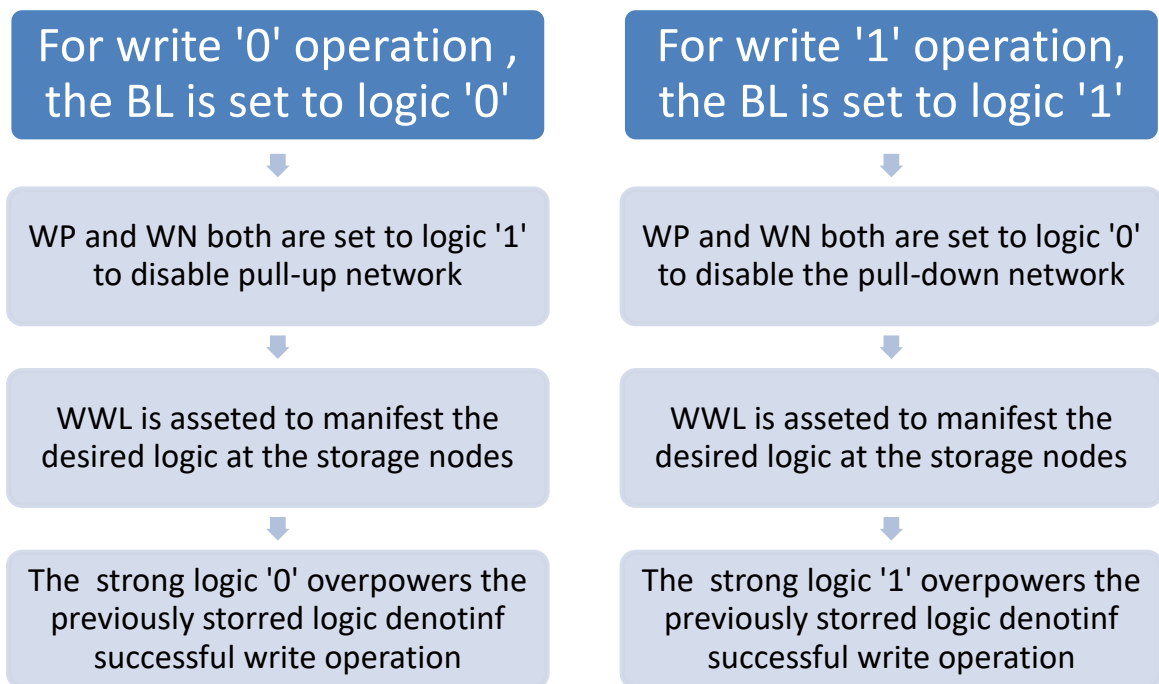 For write '0' operation ,
the BL is set to logic '0'
WP and WN both are set to logic '1'
to disable pull-up network
WWL is asseted to manifest the
desired logic at the storage nodes
The  strong logic '0' overpowers the
previously storred logic denotinf
successful write operation
For write '1' operation,
the BL is set to logic '1'
WP and WN both are set to logic '0'
to disable the pull-down network
WWL is asseted to manifest the
desired logic at the storage nodes
The  strong logic '1' overpowers the
previously storred logic denotinf
successful write operation